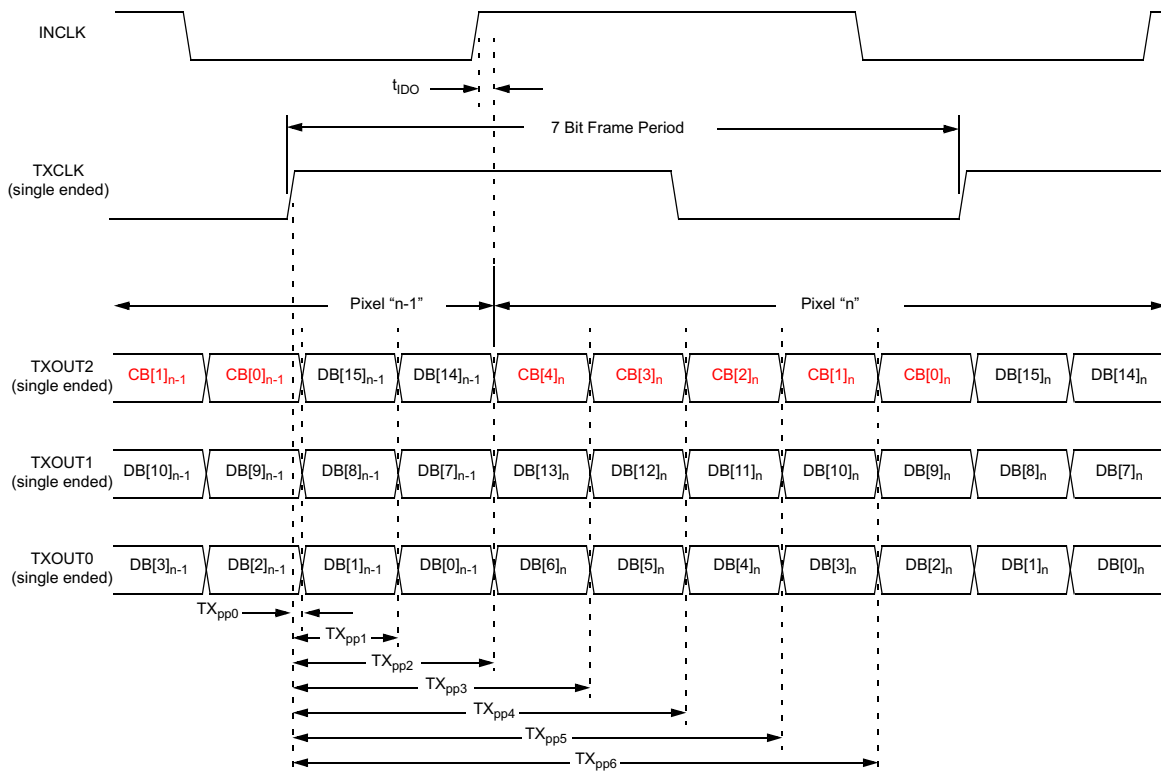 INCLK
tIDO
7 Bit Frame Period
TXCLK
(single ended)
Pixel “n-1” Pixel “n”
TXOUT2
(single ended)
CB[1]n-1 CB[0]n-1 DB[15]n-1 DB[14]n-1 CB[4]n CB[3]n CB[2]n CB[1]n CB[0]n DB[15]n DB[14]n
TXOUT1
(single ended)
DB[10]n-1 DB[9]n-1 DB[8]n-1 DB[7]n-1 DB[13]n DB[12]n DB[11]n DB[10]n DB[9]n DB[8]n DB[7]n
TXOUT0
(single ended)
DB[3]n-1 DB[2]n-1 DB[1]n-1 DB[0]n-1 DB[6]n DB[5]n DB[4]n DB[3]n DB[2]n DB[1]n DB[0]n
TXpp0
TXpp1
TXpp2
TXpp3
TXpp4
TXpp5
TXpp6